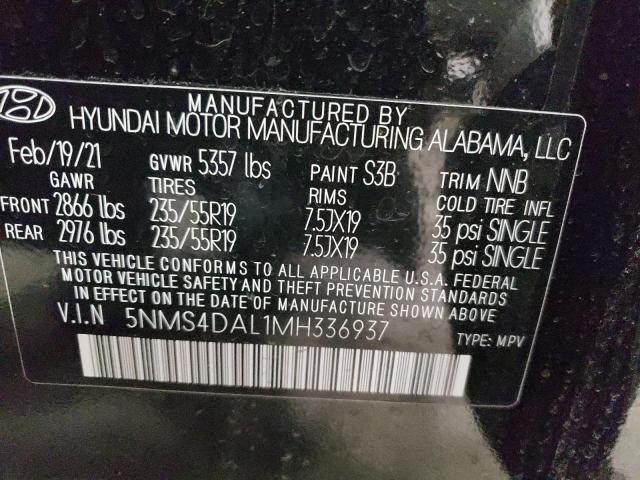 MANUFACTURED BY
HYUNDAI MOTOR MANUFACTURING ALABAMA, LLC
Feb/19/21 GVWR 5357 lbs PAINT S3B TRIM NNB
GAWR TIRES RIMS COLD TIRE INFL
FRONT 2866 lbs 235/55R19 7.5JX19 35 psi SINGLE
REAR 2976 lbs 235/55R19 7.5JX19 35 psi SINGLE
THIS VEHICLE CONFORMS TO ALL APPLICABLE U.S.A. FEDERAL
MOTOR VEHICLE SAFETY AND THEFT PREVENTION STANDARDS
IN EFFECT ON THE DATE OF MANUFACTURE SHOWN ABOVE
V.I.N 5NMS4DAL1MH336937 TYPE: MPV